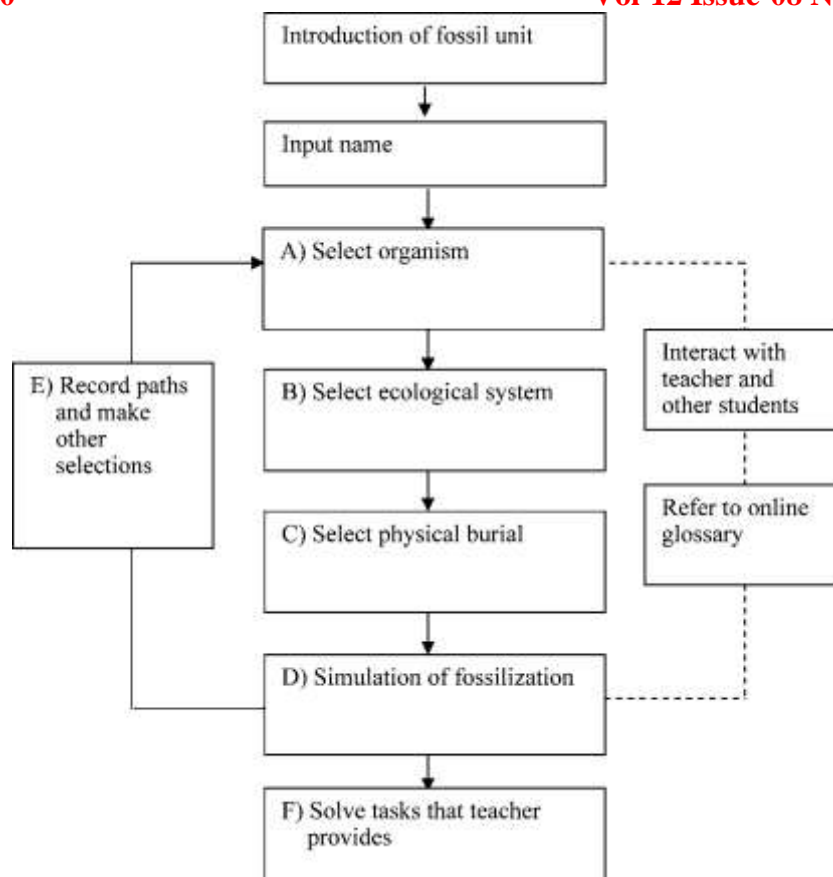 Introduction of fossil unit
Input name
A) Select organism
Interact with
teacher and
other students
E) Record paths
and make
other
selections
B) Select ecological system
Refer to online
glossary
C) Select physical burial
D) Simulation of fossilization
F) Solve tasks that teacher
provides